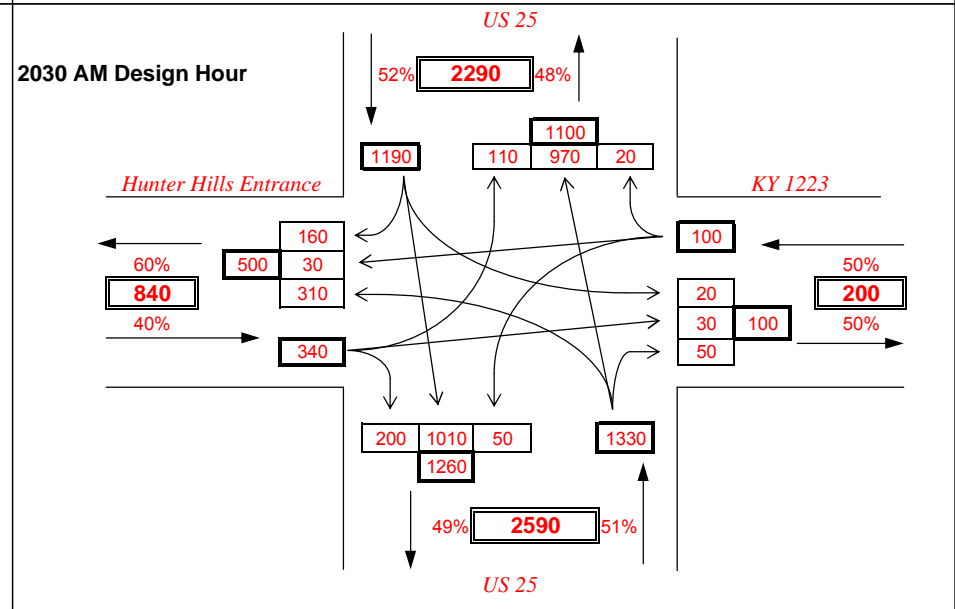 US 25
2030 AM Design Hour
52% 2290 48%
1100
1190 110 970 20
Hunter Hills Entrance KY 1223
160 100
60% 500 30 50%
840 310 20 200
40% 30 100 50%
340 50
200 1010 50 1330
1260
49% 2590 51%
US 25